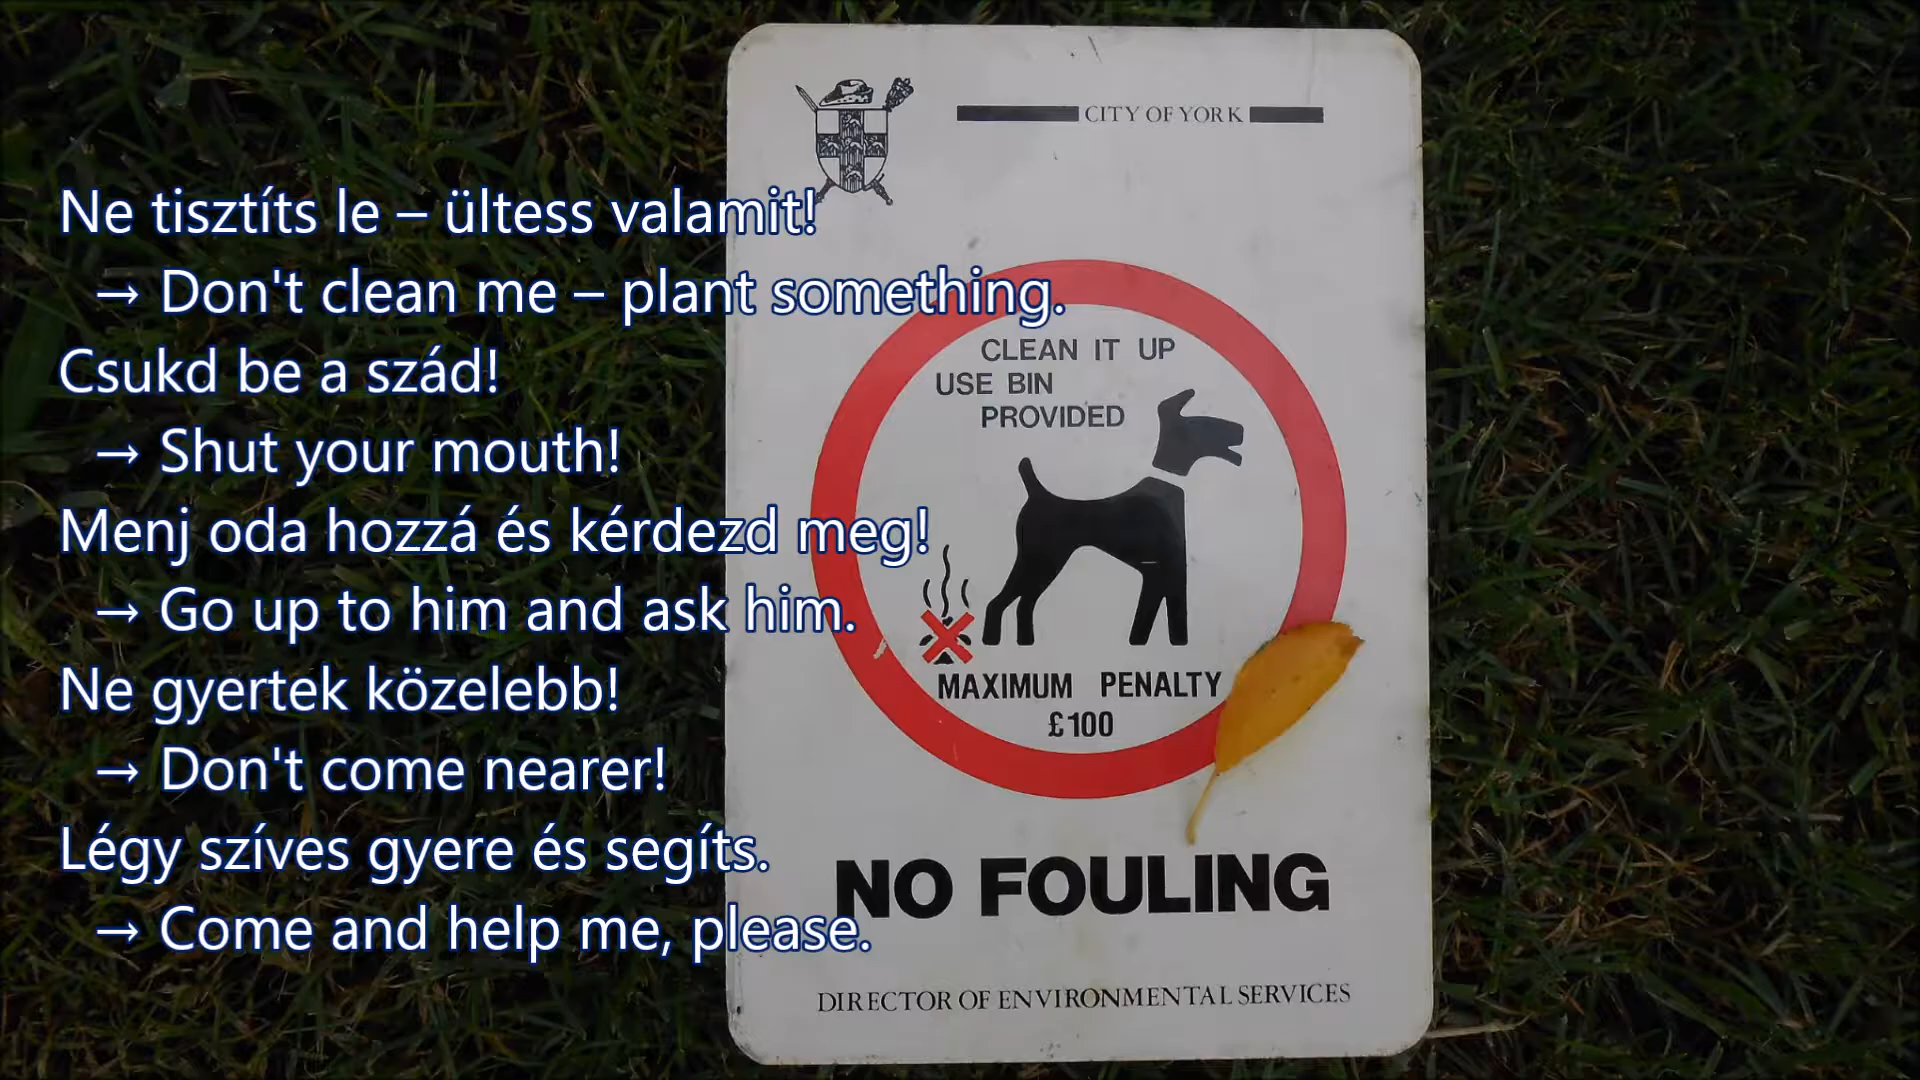 Ne tisztíts le – ültess valamit!
→ Don't clean me – plant something.
Csukd be a szád!
→ Shut your mouth!
Menj oda hozzá és kérdezd meg!
→ Go up to him and ask him.
Ne gyertek közelebb!
→ Don't come nearer!
Légy szíves gyere és segíts.
→ Come and help me, please.
CITY OF YORK
CLEAN IT UP
USE BIN
PROVIDED
MAXIMUM PENALTY
£100
NO FOULING
DIRECTOR OF ENVIRONMENTAL SERVICES